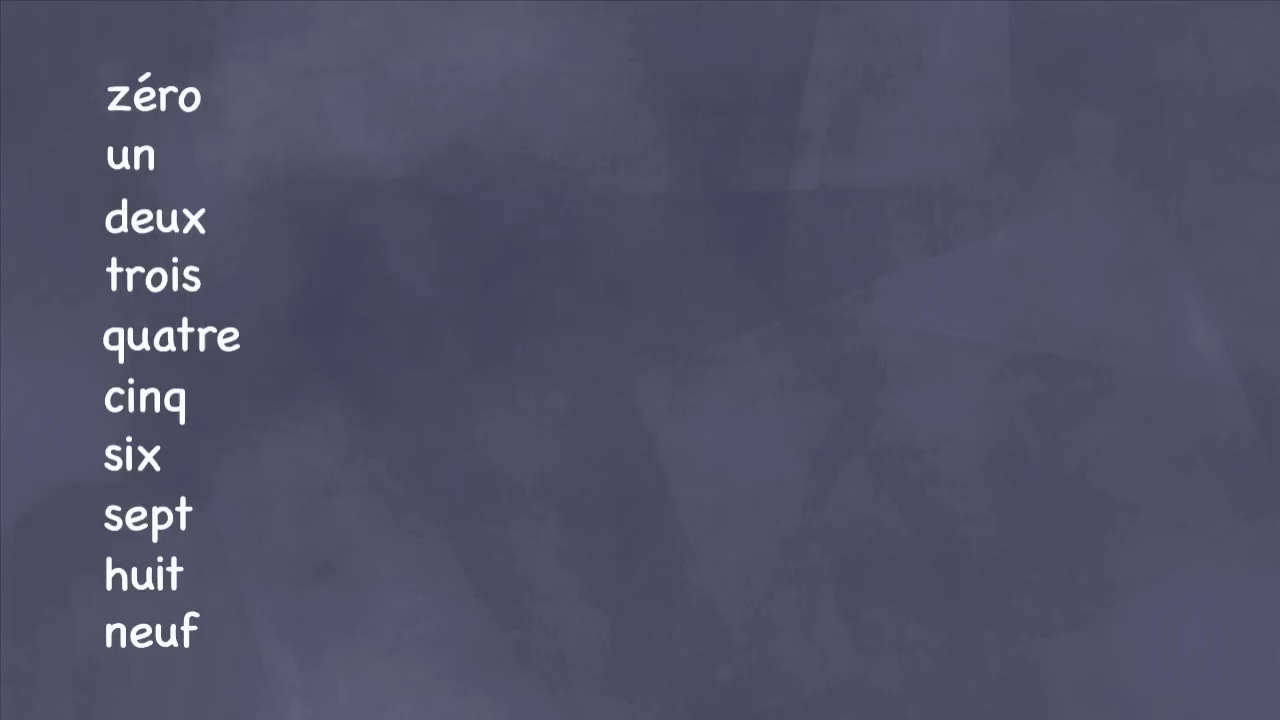 zéro
un
deux
trois
quatre
cinq
six
sept
huit
neuf